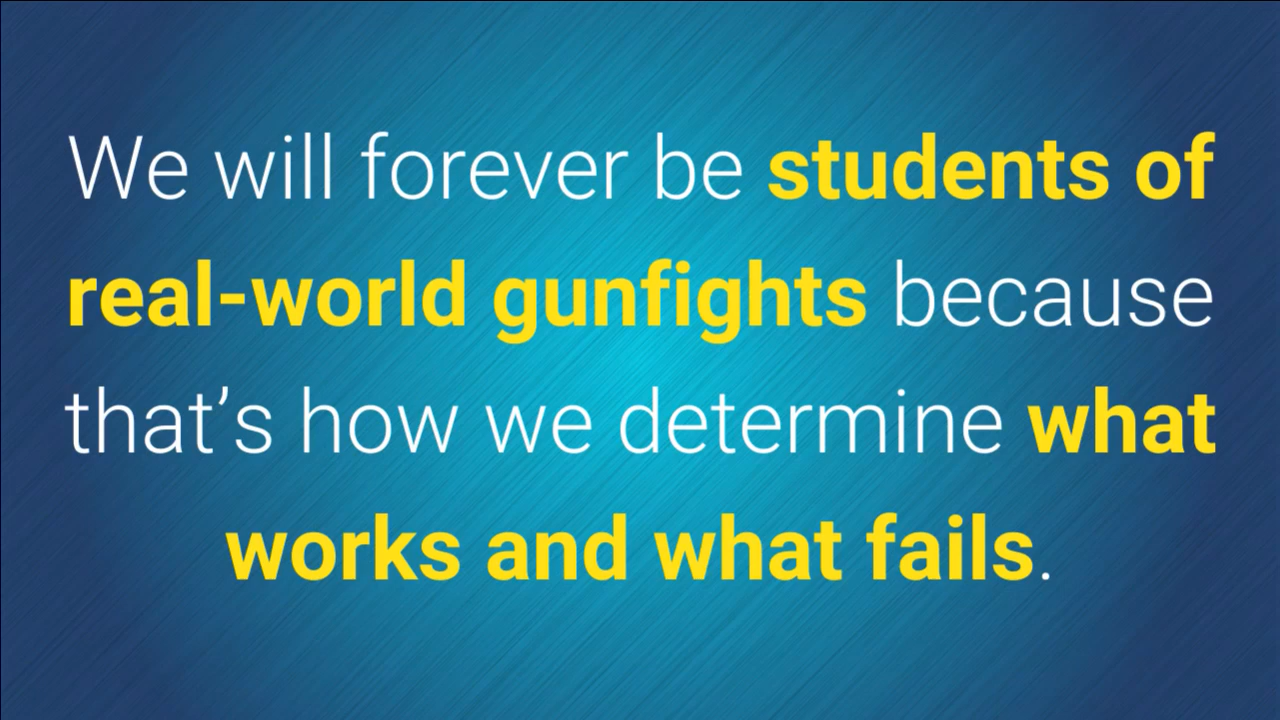 We will forever be students of
real-world gunfights because
that’s how we determine what
works and what fails.